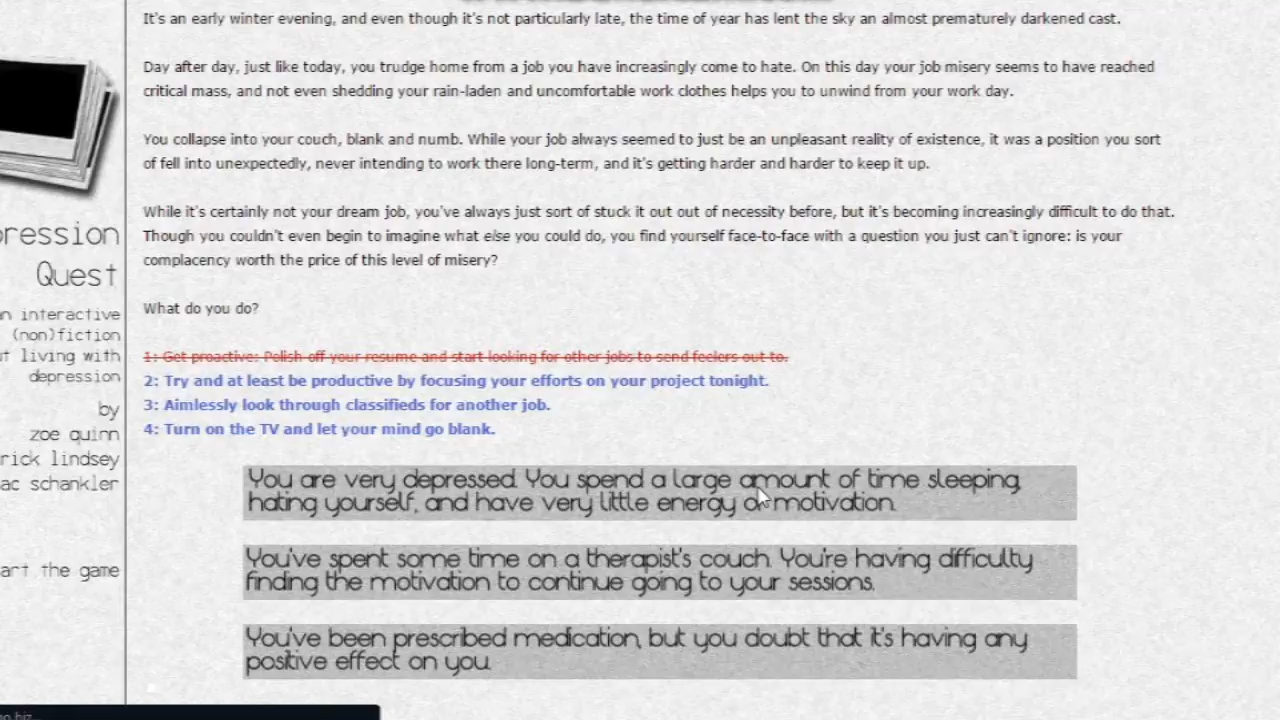 It's an early winter evening, and even though it's not particularly late, the time of year has lent the sky an almost prematurely darkened cast.
Day after day, just like today, you trudge home from a job you have increasingly come to hate. On this day your job misery seems to have reached
critical mass, and not even shedding your rain-laden and uncomfortable work clothes helps you to unwind from your work day.
You collapse into your couch, blank and numb. While your job always seemed to just be an unpleasant reality of existence, it was a position you sort
of fell into unexpectedly, never intending to work there long-term, and it's getting harder and harder to keep it up.
While it's certainly not your dream job, you've always just sort of stuck it out out of necessity before, but it's becoming increasingly difficult to do that.
Though you couldn't even begin to imagine what else you could do, you find yourself face-to-face with a question you just can't ignore: is your
complacency worth the price of this level of misery?
What do you do?
1: Get proactive: Polish off your resume and start looking for other jobs to send feelers out to.
2: Try and at least be productive by focusing your efforts on your project tonight.
3: Aimlessly look through classifieds for another job.
4: Turn on the TV and let your mind go blank.
You are very depressed. You spend a large amount of time sleeping,
hating yourself, and have very little energy or motivation.
You've spent some time on a therapist's couch. You're having difficulty
finding the motivation to continue going to your sessions.
You've been prescribed medication, but you doubt that it's having any
positive effect on you.
pression
Quest
n interactive
(non)fiction
t living with
depression
by
zoe quinn
rick lindsey
ac schankler
art the game